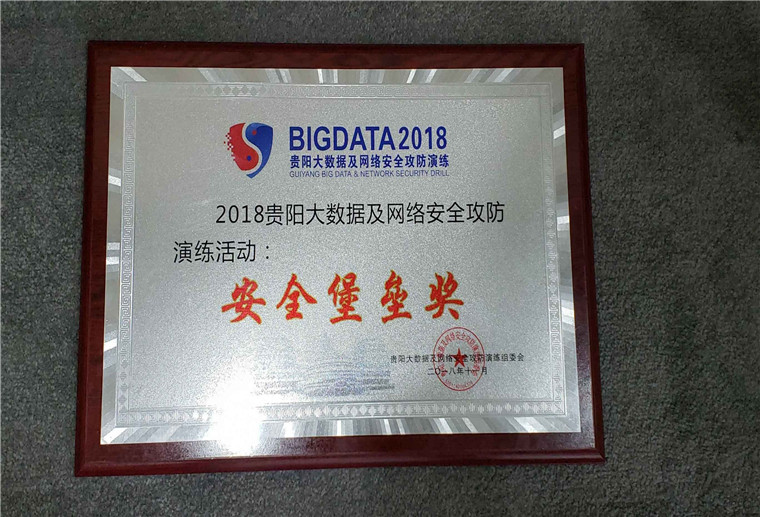 BIGDATA2018
贵阳大数据及网络安全攻防演练
GUIYANG BIG DATA & NETWORK SECURITY DRILL
2018贵阳大数据及网络安全攻防
演练活动：
安全堡垒奖
贵阳大数据及网络安全攻防演练组委会
二〇一八年十二月